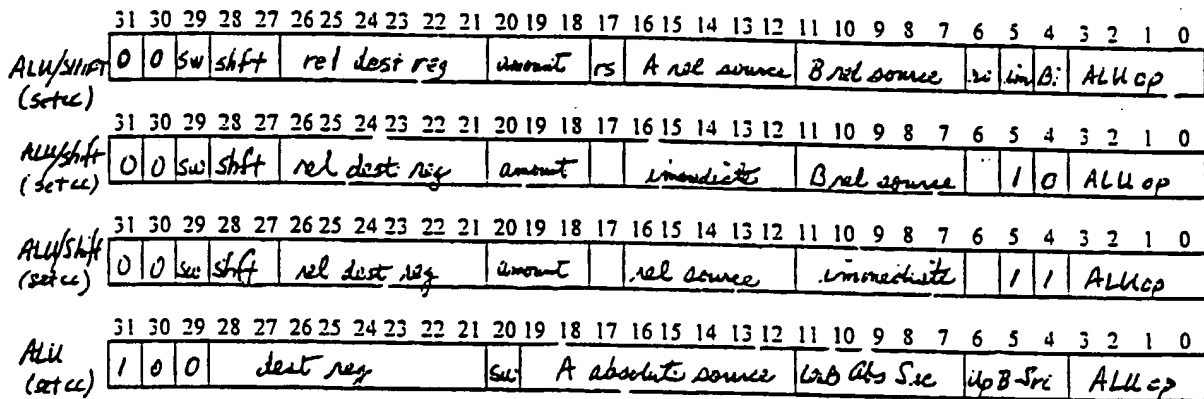 31 30 29 28 27 26 25 24 23 22 21 20 19 18 17 16 15 14 13 12 11 10 9 8 7 6 5 4 3 2 1 0
ALU/SHIFT 0 0 sw shft rel dest reg amount rs A rel source B rel source im Bi ALU op
(setcc)
31 30 29 28 27 26 25 24 23 22 21 20 19 18 17 16 15 14 13 12 11 10 9 8 7 6 5 4 3 2 1 0
ALU/shft 0 0 sw shft rel dest reg amount immediate B rel source 1 0 ALU op
(setcc)
31 30 29 28 27 26 25 24 23 22 21 20 19 18 17 16 15 14 13 12 11 10 9 8 7 6 5 4 3 2 1 0
ALU/Shift 0 0 sw shft rel dest reg amount rel source immediate 1 1 ALU op
(setcc)
31 30 29 28 27 26 25 24 23 22 21 20 19 18 17 16 15 14 13 12 11 10 9 8 7 6 5 4 3 2 1 0
ALU 1 0 0 dest reg sw A absolute source Abs Src ALU op
(setcc)